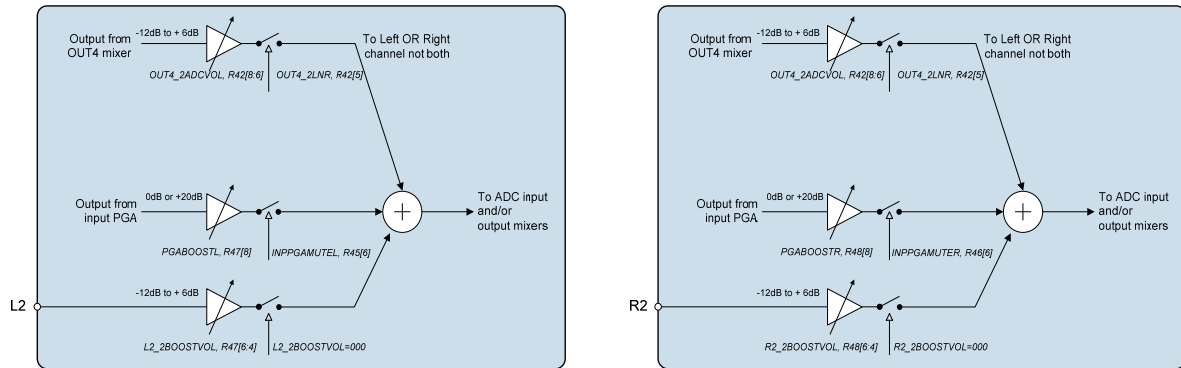 Output from
OUT4 mixer
-12dB to + 6dB
To Left OR Right
channel not both
OUT4_2ADCVOL, R42[8:6]
OUT4_2LNR, R42[5]
Output from
input PGA
0dB or +20dB
To ADC input
and/or
output mixers
PGABOOSTL, R47[8]
INPPGAMUTEL, R45[6]
L2
-12dB to + 6dB
L2_2BOOSTVOL, R47[6:4]
L2_2BOOSTVOL=000
Output from
OUT4 mixer
-12dB to + 6dB
To Left OR Right
channel not both
OUT4_2ADCVOL, R42[8:6]
OUT4_2LNR, R42[5]
Output from
input PGA
0dB or +20dB
To ADC input
and/or
output mixers
PGABOOSTR, R48[8]
INPPGAMUTER, R46[6]
R2
-12dB to + 6dB
R2_2BOOSTVOL, R48[6:4]
R2_2BOOSTVOL=000